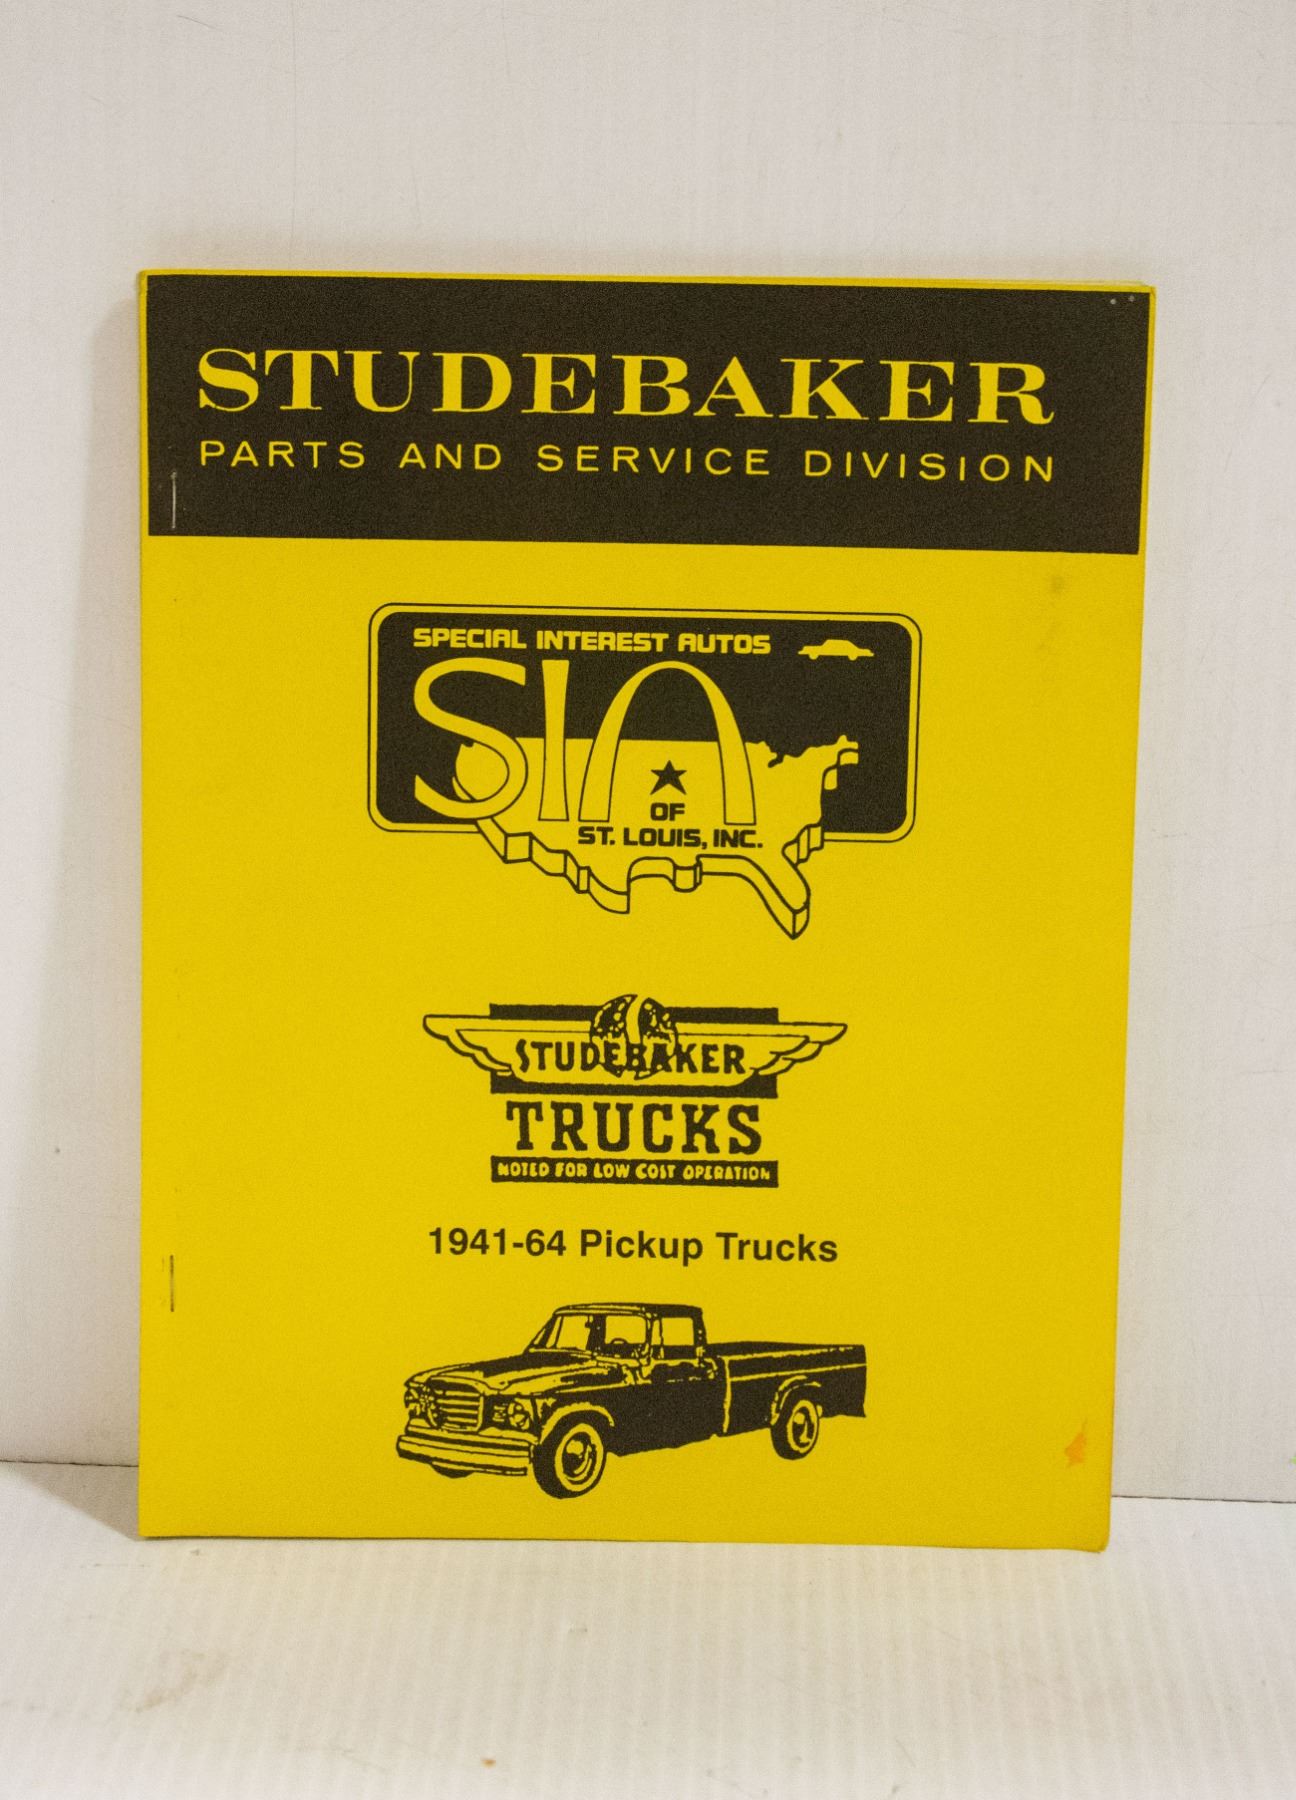 STUDEBAKER
PARTS AND SERVICE DIVISION
SPECIAL INTEREST AUTOS
SIA
OF
ST. LOUIS, INC.
STUDEBAKER
TRUCKS
NOTED FOR LOW COST OPERATION
1941-64 Pickup Trucks